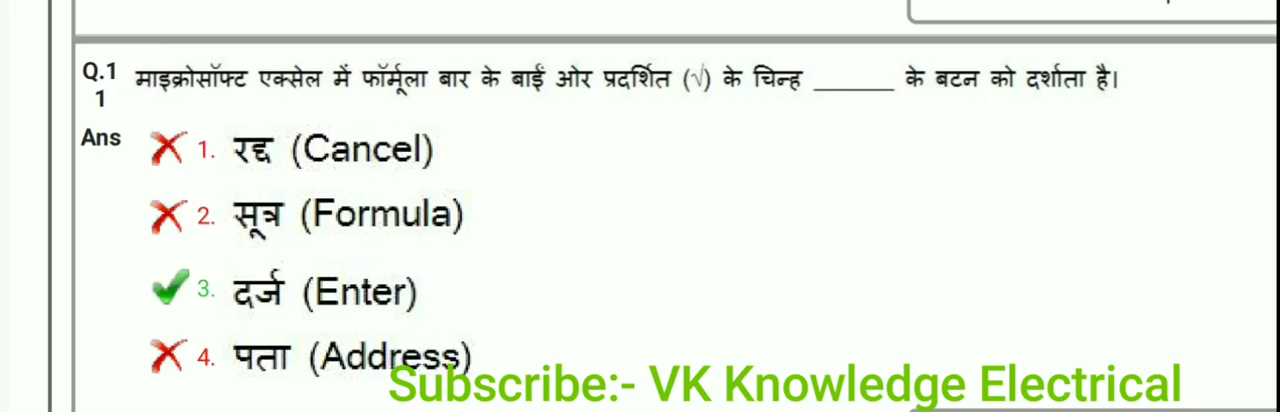 Q.1 माइक्रोसॉफ्ट एक्सेल में फॉर्मूला बार के बाईं ओर प्रदर्शित (√) के चिन्ह ______ के बटन को दर्शाता है।
1
Ans 1. रद्द (Cancel)
2. सूत्र (Formula)
3. दर्ज (Enter)
4. पता (Address)
Subscribe:- VK Knowledge Electrical